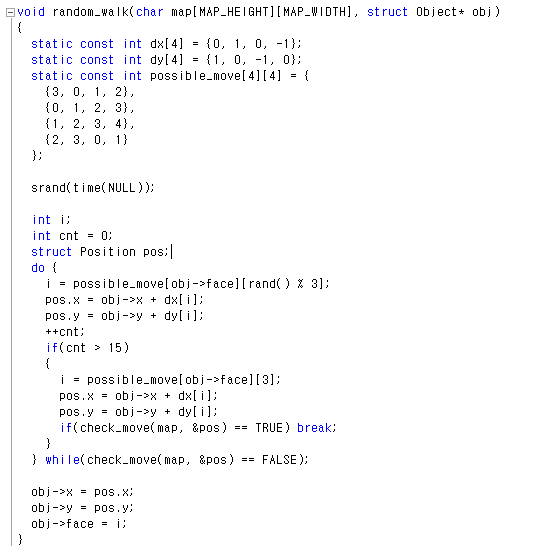 void random_walk(char map[MAP_HEIGHT][MAP_WIDTH], struct Object* obj)
{
static const int dx[4] = {0, 1, 0, -1};
static const int dy[4] = {1, 0, -1, 0};
static const int possible_move[4][4] = {
{3, 0, 1, 2},
{0, 1, 2, 3},
{1, 2, 3, 4},
{2, 3, 0, 1}
};
srand(time(NULL));
int i;
int cnt = 0;
struct Position pos;
do {
i = possible_move[obj->face][rand() % 3];
pos.x = obj->x + dx[i];
pos.y = obj->y + dy[i];
++cnt;
if(cnt > 15)
{
i = possible_move[obj->face][3];
pos.x = obj->x + dx[i];
pos.y = obj->y + dy[i];
if(check_move(map, &pos) == TRUE) break;
}
} while(check_move(map, &pos) == FALSE);
obj->x = pos.x;
obj->y = pos.y;
obj->face = i;
}